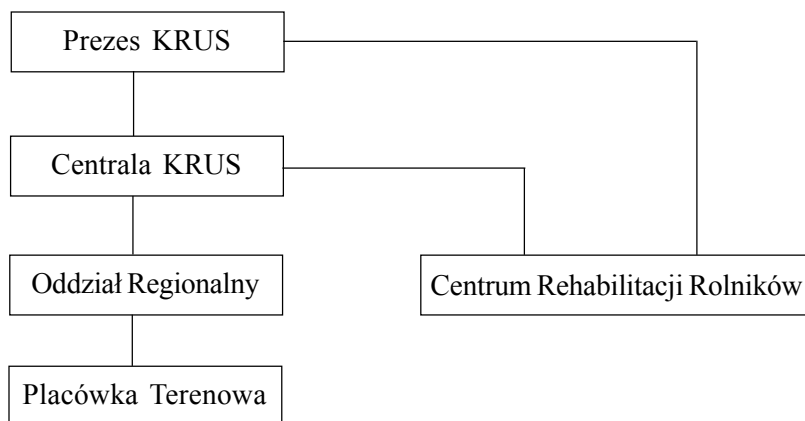 Prezes KRUS
Centrala KRUS
Oddział Regionalny
Centrum Rehabilitacji Rolników
Placówka Terenowa